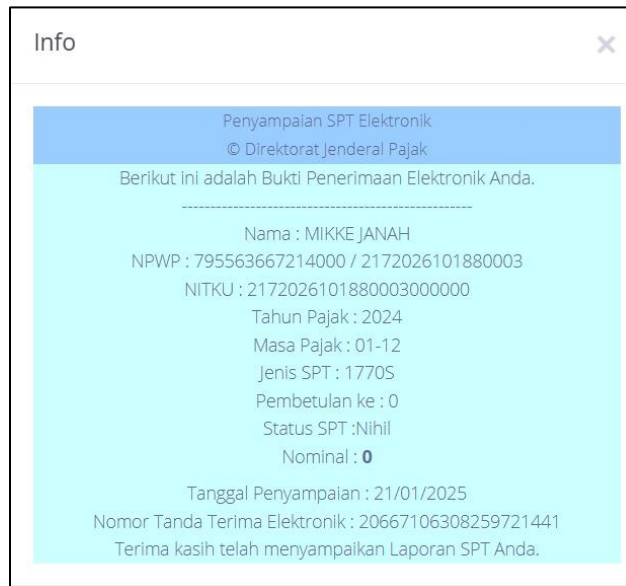 Info
Penyampaian SPT Elektronik
© Direktorat Jenderal Pajak
Berikut ini adalah Bukti Penerimaan Elektronik Anda.
--------------------------------------------------
Nama : MIKKE JANAH
NPWP : 795563667214000 / 2172026101880003
NITKU : 2172026101880003000000
Tahun Pajak : 2024
Masa Pajak : 01-12
Jenis SPT : 1770S
Pembetulan ke : 0
Status SPT :Nihil
Nominal : 0
Tanggal Penyampaian : 21/01/2025
Nomor Tanda Terima Elektronik : 20667106308259721441
Terima kasih telah menyampaikan Laporan SPT Anda.